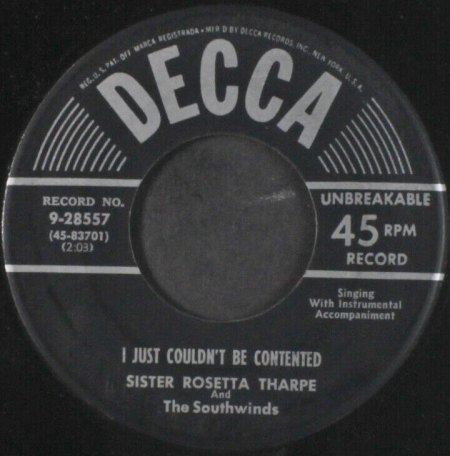 REG. U.S. PAT. OFF. MARCA REGISTRADA • MFR'D BY DECCA RECORDS, INC. NEW YORK, U.S.A.
DECCA
RECORD NO.
9-28557
(45-83701)
(2:03)
UNBREAKABLE
45 RPM
RECORD
Singing
With Instrumental
Accompaniment
I JUST COULDN'T BE CONTENTED
SISTER ROSETTA THARPE
And
The Southwinds